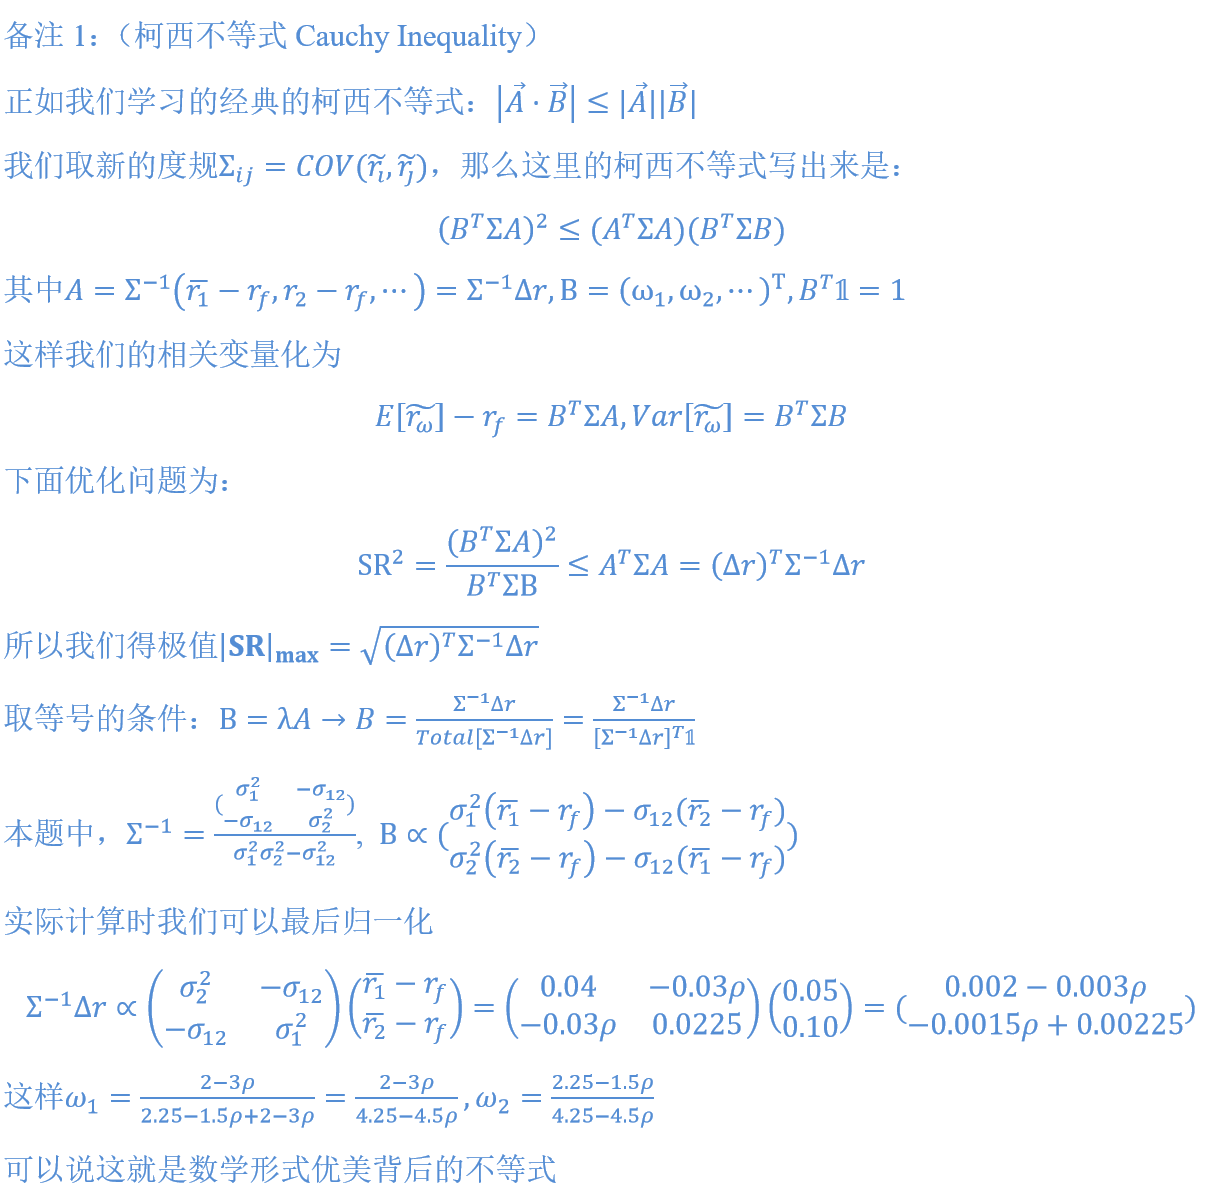 备注 1：（柯西不等式 Cauchy Inequality）
正如我们学习的经典的柯西不等式：$|\vec{A} \cdot \vec{B}| \leq |\vec{A}||\vec{B}|$
我们取新的度规$\Sigma_{ij} = COV(\widetilde{r_i}, \widetilde{r_j})$，那么这里的柯西不等式写出来是：
$(B^T\Sigma A)^2 \leq (A^T\Sigma A)(B^T\Sigma B)$
其中$A = \Sigma^{-1}(\overline{r_1} - r_f, r_2 - r_f, \cdots) = \Sigma^{-1}\Delta r, \mathrm{B} = (\omega_1, \omega_2, \cdots)^{\mathrm{T}}, B^T\mathbb{1} = 1$
这样我们的相关变量化为
$E[\widetilde{r_\omega}] - r_f = B^T\Sigma A, Var[\widetilde{r_\omega}] = B^T\Sigma B$
下面优化问题为：
$\mathrm{SR}^2 = \frac{(B^T\Sigma A)^2}{B^T\Sigma \mathrm{B}} \leq A^T\Sigma A = (\Delta r)^T\Sigma^{-1}\Delta r$
所以我们得极值$|\mathbf{SR}|_{\mathbf{max}} = \sqrt{(\Delta r)^T\Sigma^{-1}\Delta r}$
取等号的条件：$\mathrm{B} = \lambda A \rightarrow B = \frac{\Sigma^{-1}\Delta r}{Total[\Sigma^{-1}\Delta r]} = \frac{\Sigma^{-1}\Delta r}{[\Sigma^{-1}\Delta r]^T\mathbb{1}}$
本题中，$\Sigma^{-1} = \frac{(\begin{matrix} \sigma_1^2 & -\sigma_{12} \\ -\sigma_{12} & \sigma_2^2 \end{matrix})}{\sigma_1^2\sigma_2^2 - \sigma_{12}^2}$, $\mathrm{B} \propto (\begin{matrix} \sigma_1^2(\overline{r_1} - r_f) - \sigma_{12}(\overline{r_2} - r_f) \\ \sigma_2^2(\overline{r_2} - r_f) - \sigma_{12}(\overline{r_1} - r_f) \end{matrix})$
实际计算时我们可以最后归一化
$\Sigma^{-1}\Delta r \propto \begin{pmatrix} \sigma_2^2 & -\sigma_{12} \\ -\sigma_{12} & \sigma_1^2 \end{pmatrix} \begin{pmatrix} \overline{r_1} - r_f \\ \overline{r_2} - r_f \end{pmatrix} = \begin{pmatrix} 0.04 & -0.03\rho \\ -0.03\rho & 0.0225 \end{pmatrix} \begin{pmatrix} 0.05 \\ 0.10 \end{pmatrix} = (\begin{matrix} 0.002 - 0.003\rho \\ -0.0015\rho + 0.00225 \end{matrix})$
这样$\omega_1 = \frac{2-3\rho}{2.25-1.5\rho+2-3\rho} = \frac{2-3\rho}{4.25-4.5\rho}, \omega_2 = \frac{2.25-1.5\rho}{4.25-4.5\rho}$
可以说这就是数学形式优美背后的不等式